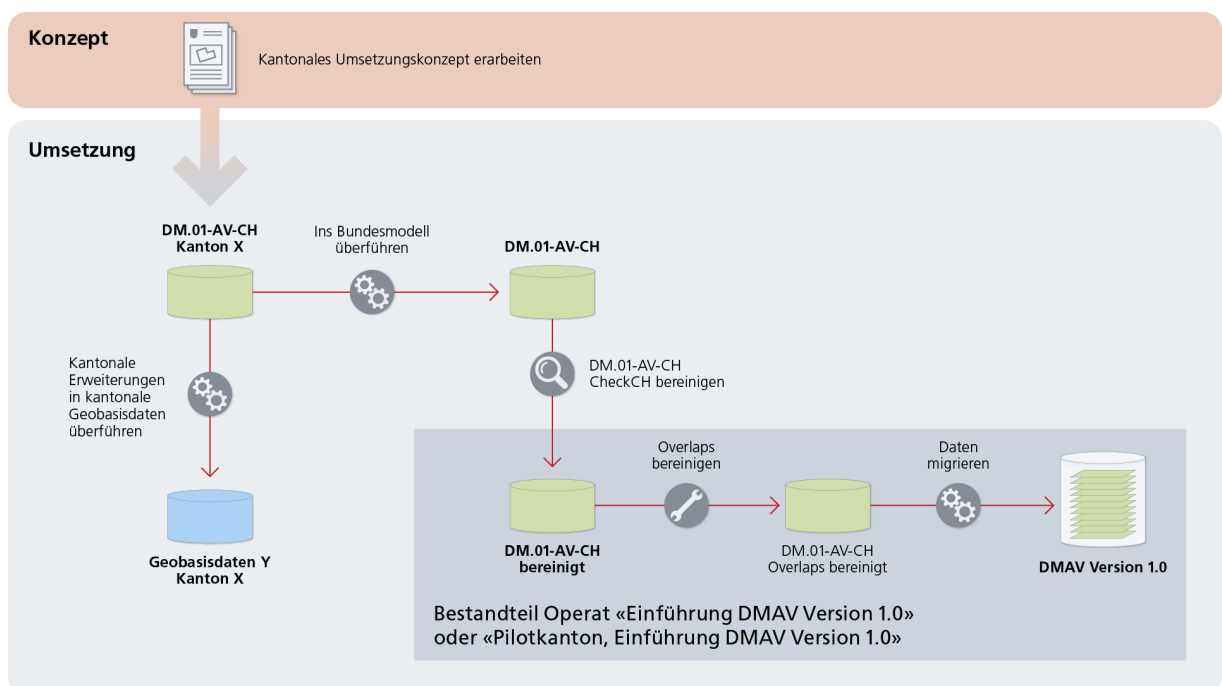 Konzept
Kantonales Umsetzungskonzept erarbeiten
Umsetzung
DM.01-AV-CH
Kanton X
Ins Bundesmodell
überführen
DM.01-AV-CH
Kantonale
Erweiterungen
in kantonale
Geobasisdaten
überführen
DM.01-AV-CH
CheckCH bereinigen
Geobasisdaten Y
Kanton X
Overlaps
bereinigen
Daten
migrieren
DM.01-AV-CH
bereinigt
DM.01-AV-CH
Overlaps bereinigt
DMAV Version 1.0
Bestandteil Operat «Einführung DMAV Version 1.0»
oder «Pilotkanton, Einführung DMAV Version 1.0»